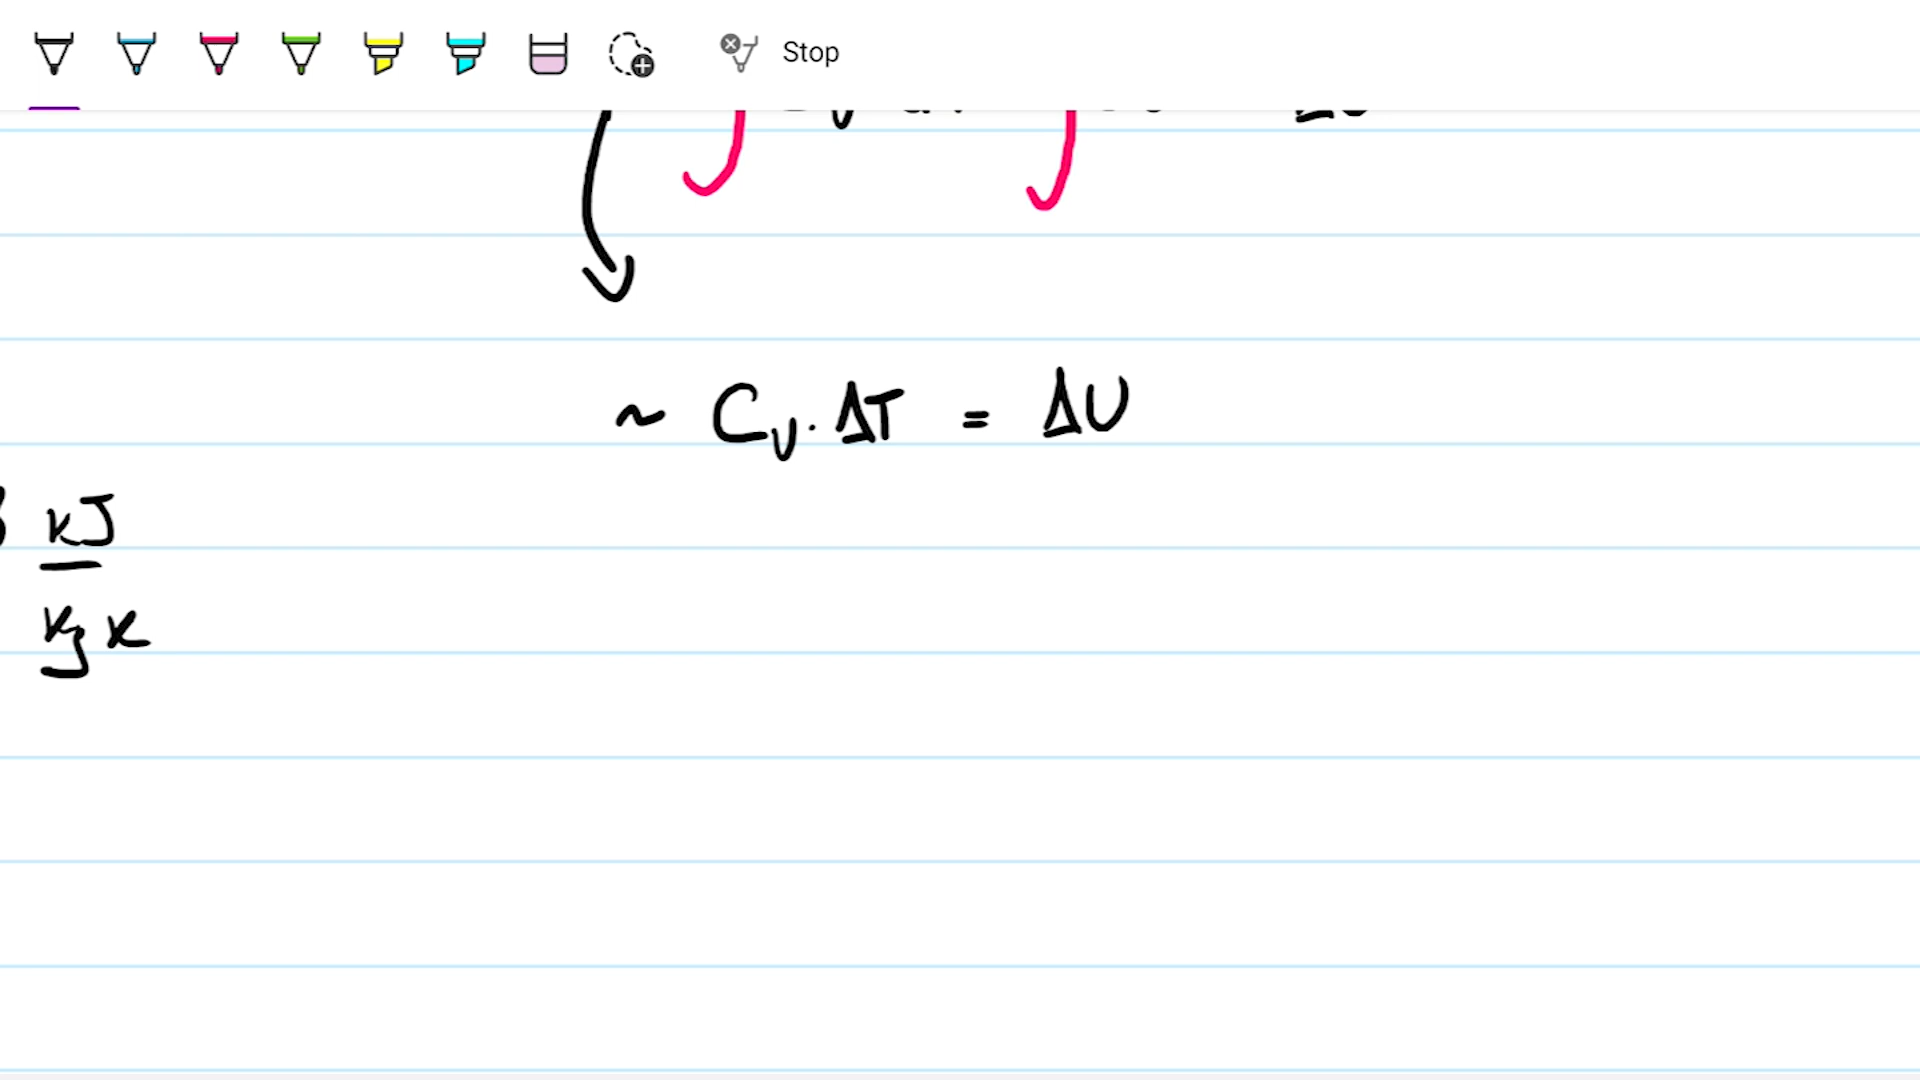 Stop
~ Cv · ΔT = ΔU
kJ
kg K